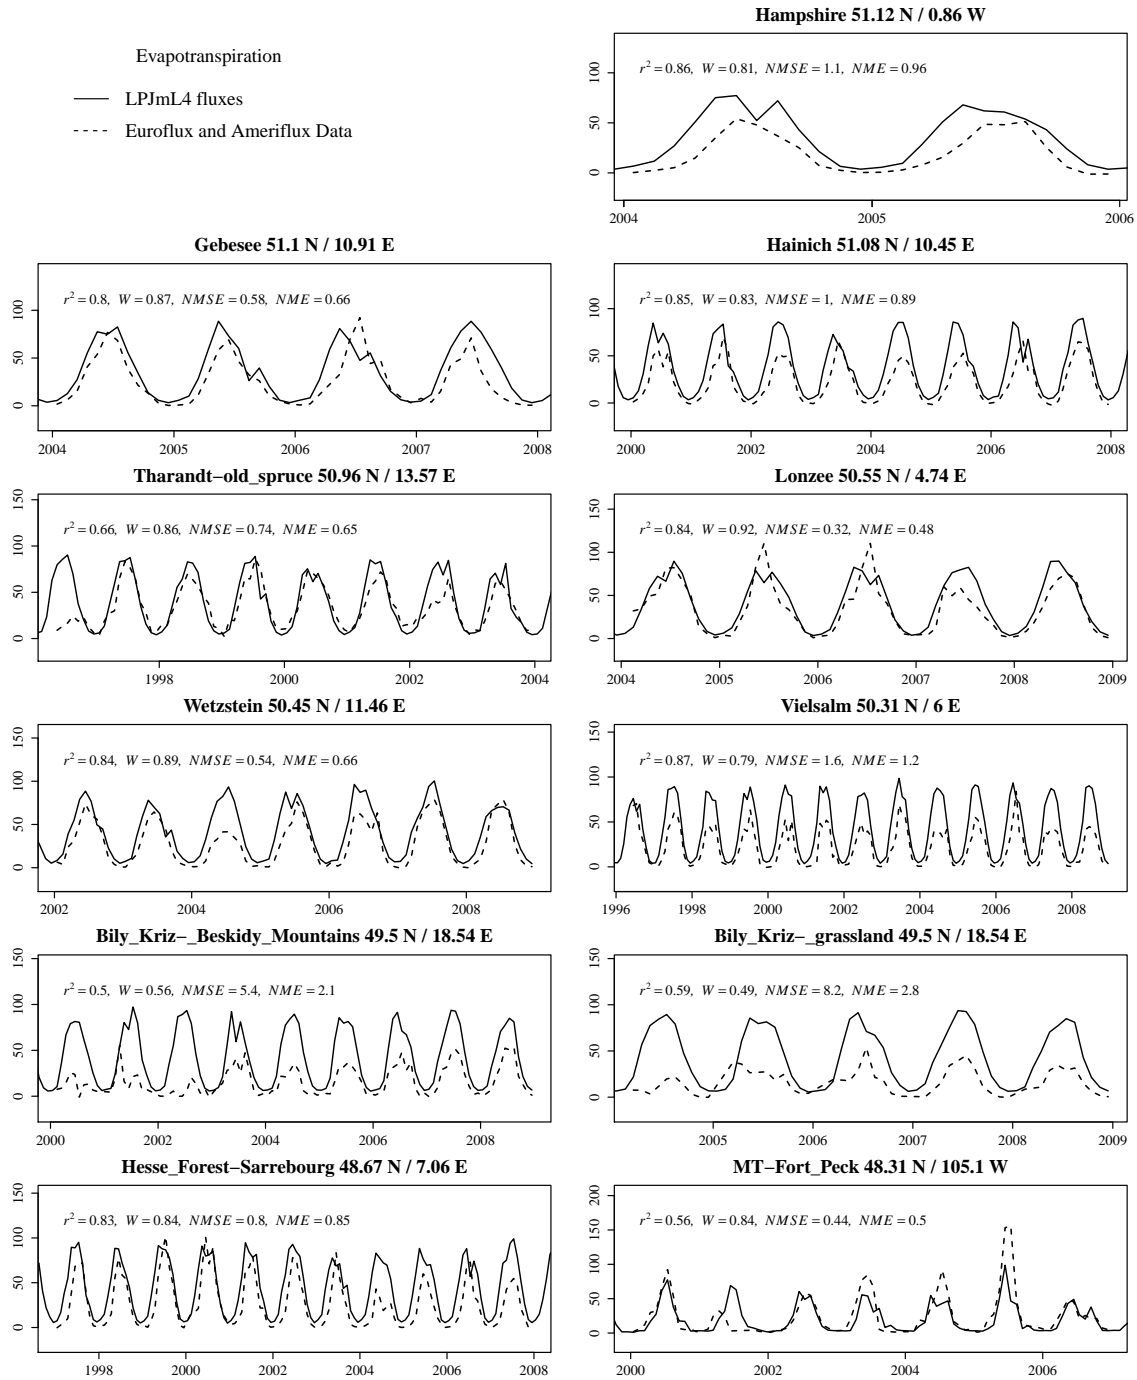 Hampshire 51.12 N / 0.86 W
Evapotranspiration
LPJmL4 fluxes
Euroflux and Ameriflux Data
r² = 0.86, W = 0.81, NMSE = 1.1, NME = 0.96
0 50 100
2004 2005 2006
Gebesee 51.1 N / 10.91 E
r² = 0.8, W = 0.87, NMSE = 0.58, NME = 0.66
0 50 100
2004 2005 2006 2007 2008
Hainich 51.08 N / 10.45 E
r² = 0.85, W = 0.83, NMSE = 1, NME = 0.89
0 50 100
2000 2002 2004 2006 2008
Tharandt−old_spruce 50.96 N / 13.57 E
r² = 0.66, W = 0.86, NMSE = 0.74, NME = 0.65
0 50 100 150
1998 2000 2002 2004
Lonzee 50.55 N / 4.74 E
r² = 0.84, W = 0.92, NMSE = 0.32, NME = 0.48
0 50 100 150
2004 2005 2006 2007 2008 2009
Wetzstein 50.45 N / 11.46 E
r² = 0.84, W = 0.89, NMSE = 0.54, NME = 0.66
0 50 100 150
2002 2004 2006 2008
Vielsalm 50.31 N / 6 E
r² = 0.87, W = 0.79, NMSE = 1.6, NME = 1.2
0 50 100 150
1996 1998 2000 2002 2004 2006 2008
Bily_Kriz−_Beskidy_Mountains 49.5 N / 18.54 E
r² = 0.5, W = 0.56, NMSE = 5.4, NME = 2.1
0 50 100 150
2000 2002 2004 2006 2008
Bily_Kriz−_grassland 49.5 N / 18.54 E
r² = 0.59, W = 0.49, NMSE = 8.2, NME = 2.8
0 50 100 150
2005 2006 2007 2008 2009
Hesse_Forest−Sarrebourg 48.67 N / 7.06 E
r² = 0.83, W = 0.84, NMSE = 0.8, NME = 0.85
0 50 100 150
1998 2000 2002 2004 2006 2008
MT−Fort_Peck 48.31 N / 105.1 W
r² = 0.56, W = 0.84, NMSE = 0.44, NME = 0.5
0 50 100 150 200
2000 2002 2004 2006